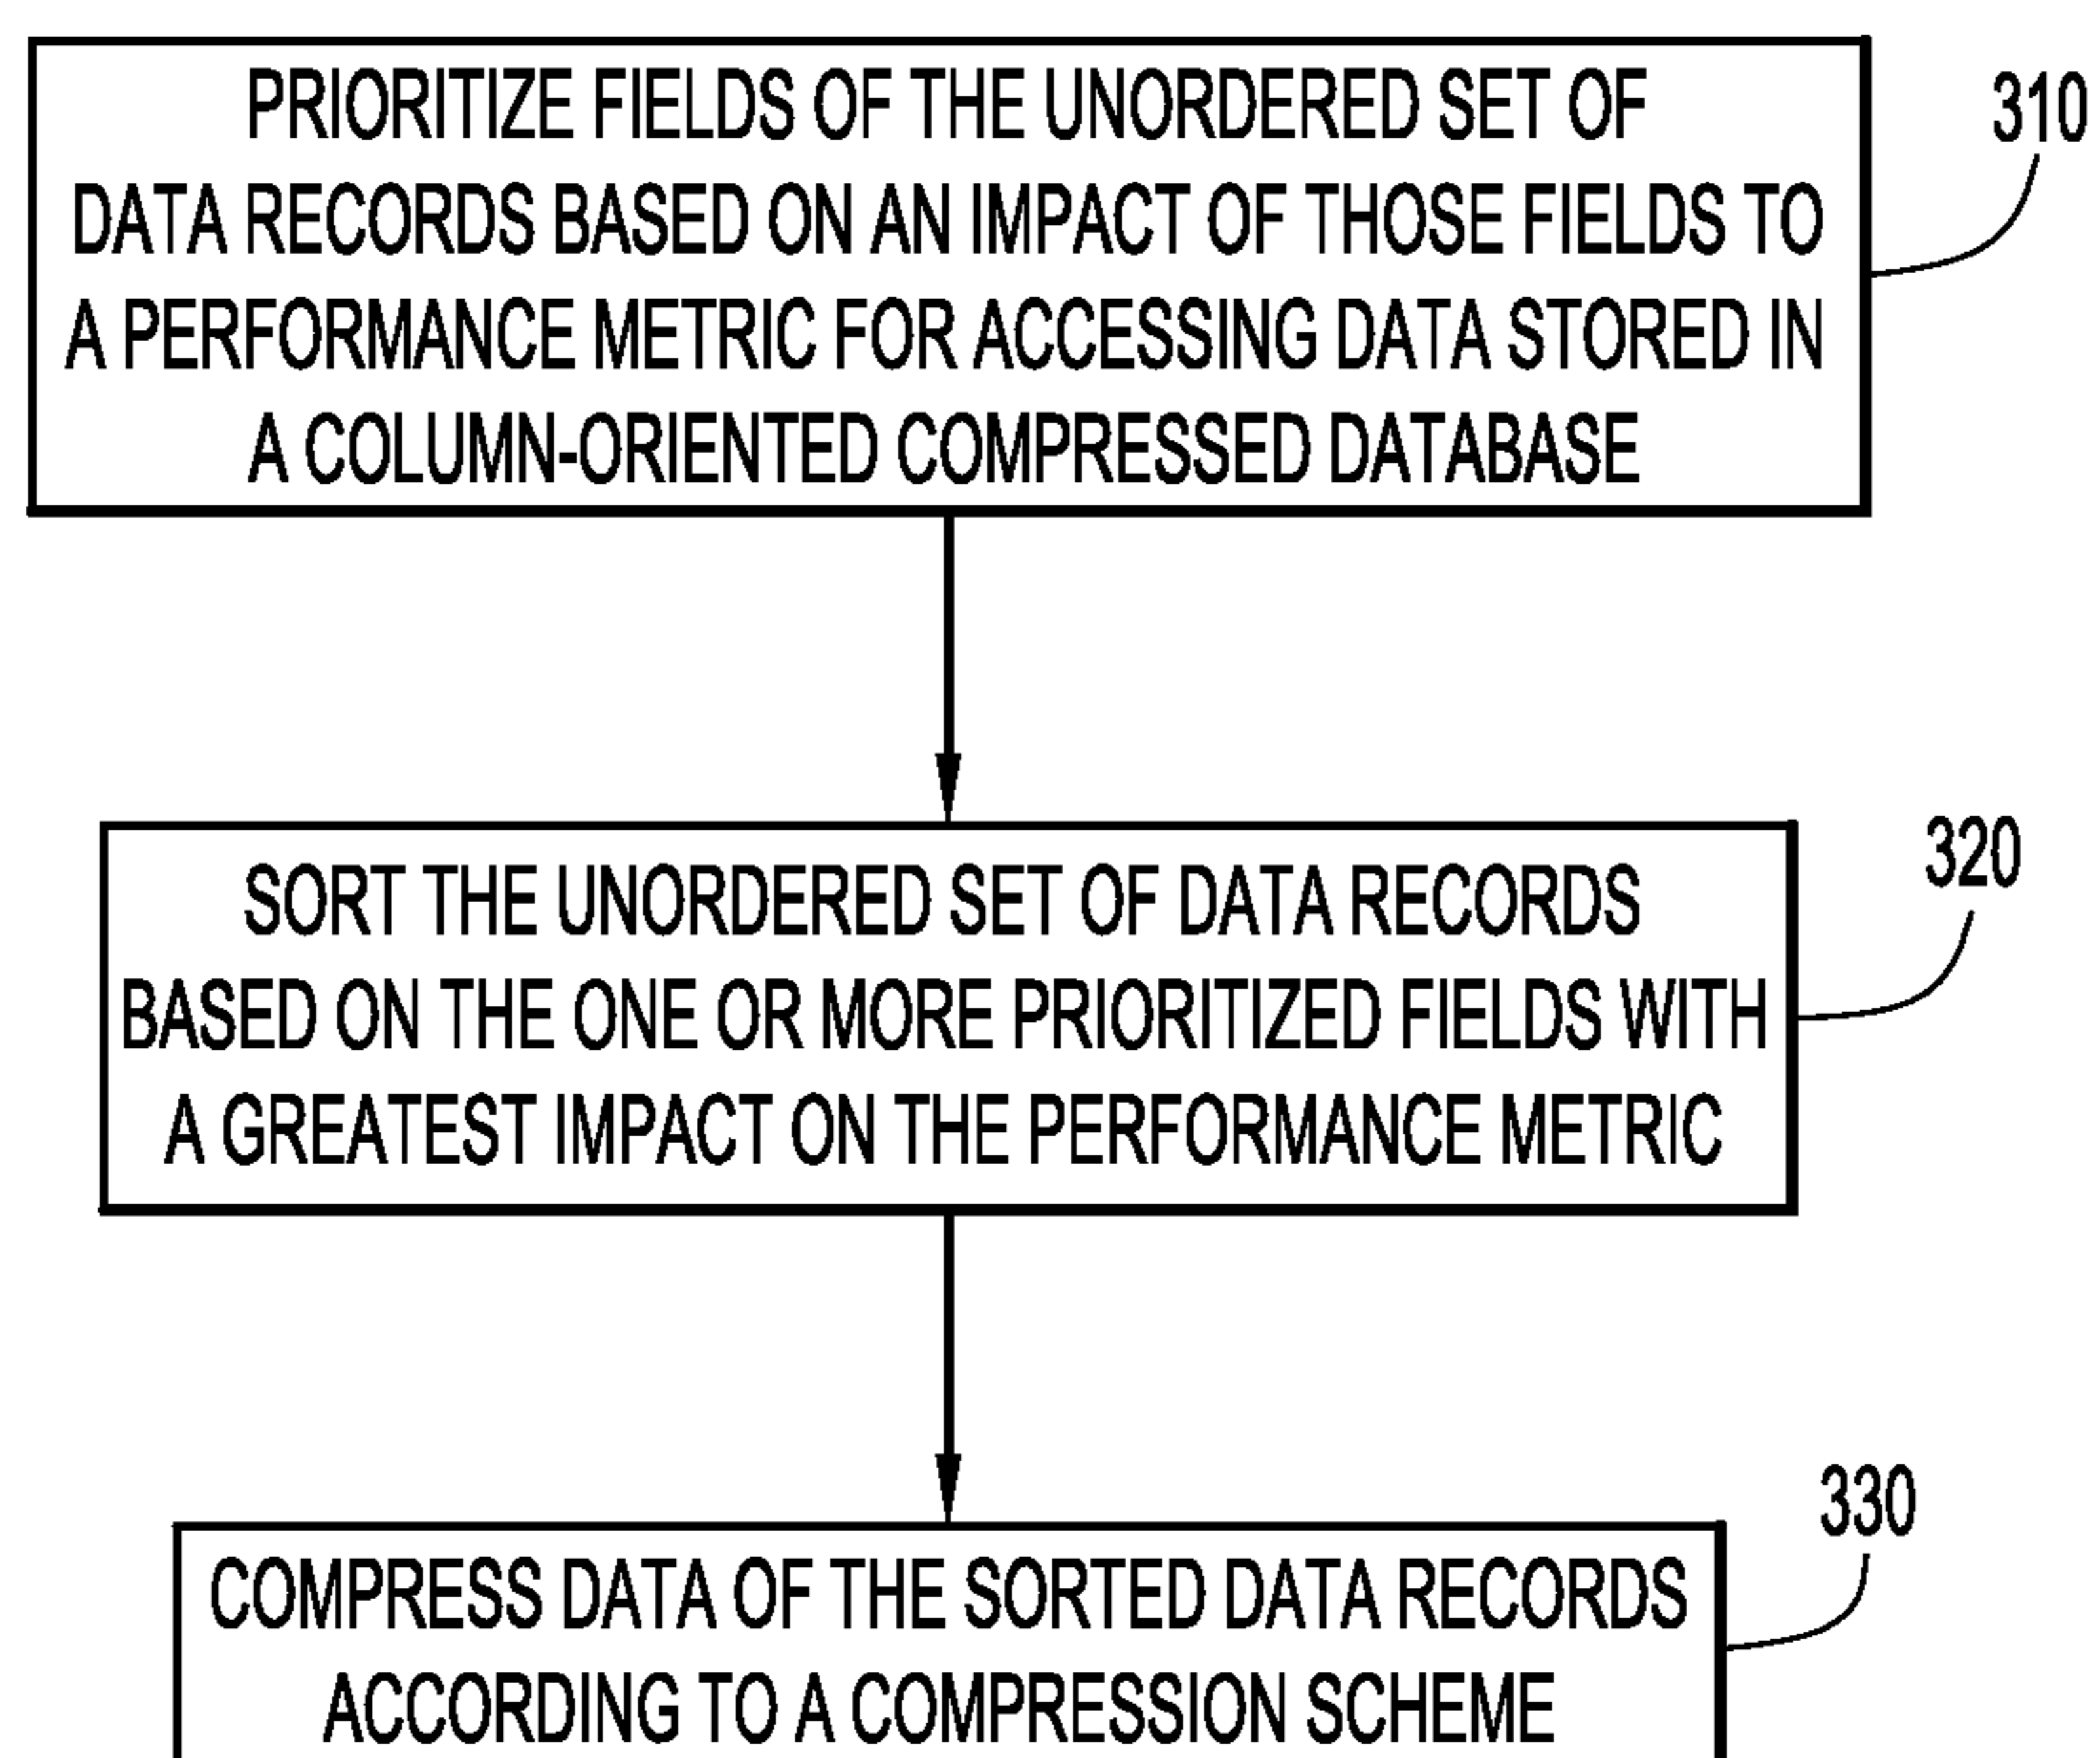 PRIORITIZE FIELDS OF THE UNORDERED SET OF
DATA RECORDS BASED ON AN IMPACT OF THOSE FIELDS TO
A PERFORMANCE METRIC FOR ACCESSING DATA STORED IN
A COLUMN-ORIENTED COMPRESSED DATABASE
310
SORT THE UNORDERED SET OF DATA RECORDS
BASED ON THE ONE OR MORE PRIORITIZED FIELDS WITH
A GREATEST IMPACT ON THE PERFORMANCE METRIC
320
COMPRESS DATA OF THE SORTED DATA RECORDS
ACCORDING TO A COMPRESSION SCHEME
330